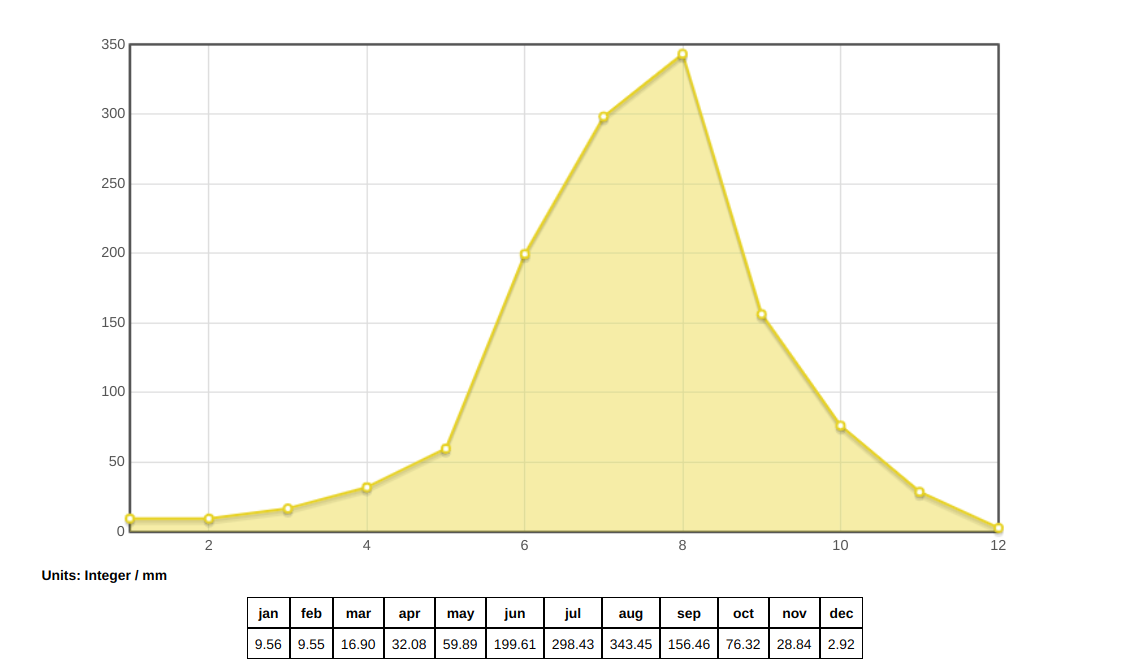 350
300
250
200
150
100
50
0
2 4 6 8 10 12
Units: Integer / mm
jan feb mar apr may jun jul aug sep oct nov dec
9.56 9.55 16.90 32.08 59.89 199.61 298.43 343.45 156.46 76.32 28.84 2.92